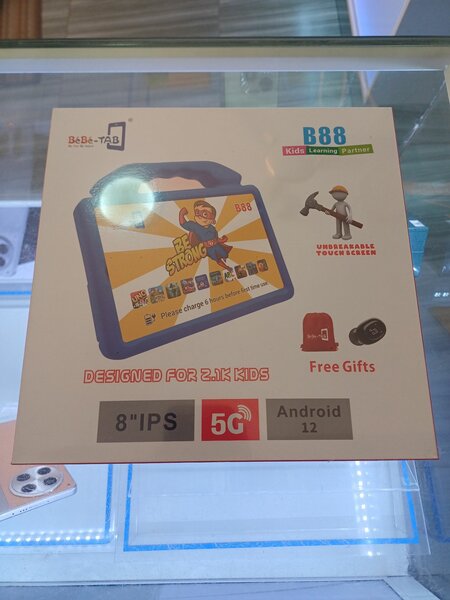 BeBe-TAB
B88
Kids Learning Partner
B88
BE
STRONG
Please charge 6 hours before first time use
UNBREAKABLE
TOUCH SCREEN
Free Gifts
DESIGNED FOR 2.1K KIDS
8"IPS
5G
Android
12